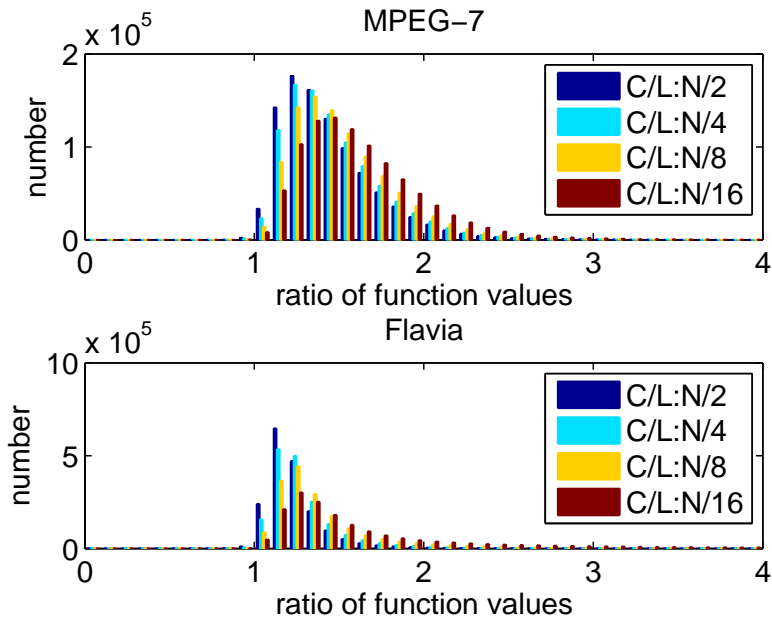 MPEG−7
x 10^5
2
1
0
number
0 1 2 3 4
ratio of function values
C/L:N/2
C/L:N/4
C/L:N/8
C/L:N/16
Flavia
x 10^5
10
5
0
number
0 1 2 3 4
ratio of function values
C/L:N/2
C/L:N/4
C/L:N/8
C/L:N/16